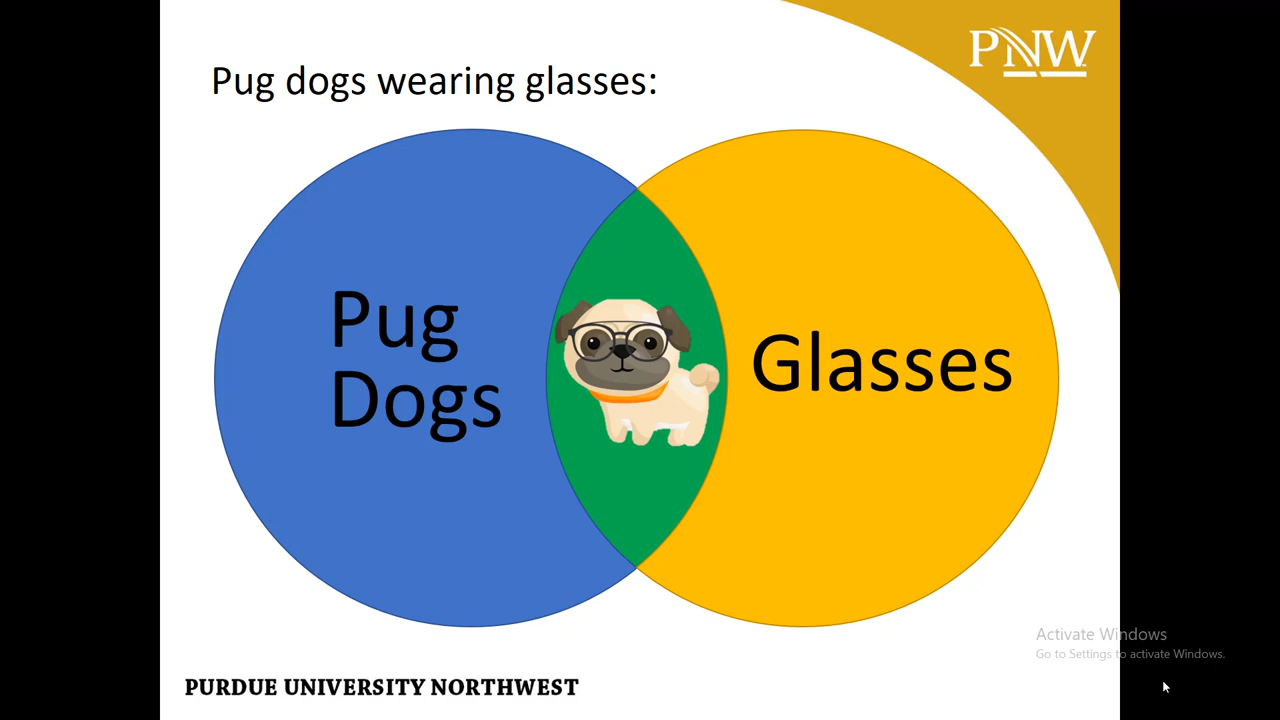 PNW
Pug dogs wearing glasses:
Pug
Dogs
Glasses
Activate Windows
Go to Settings to activate Windows.
PURDUE UNIVERSITY NORTHWEST